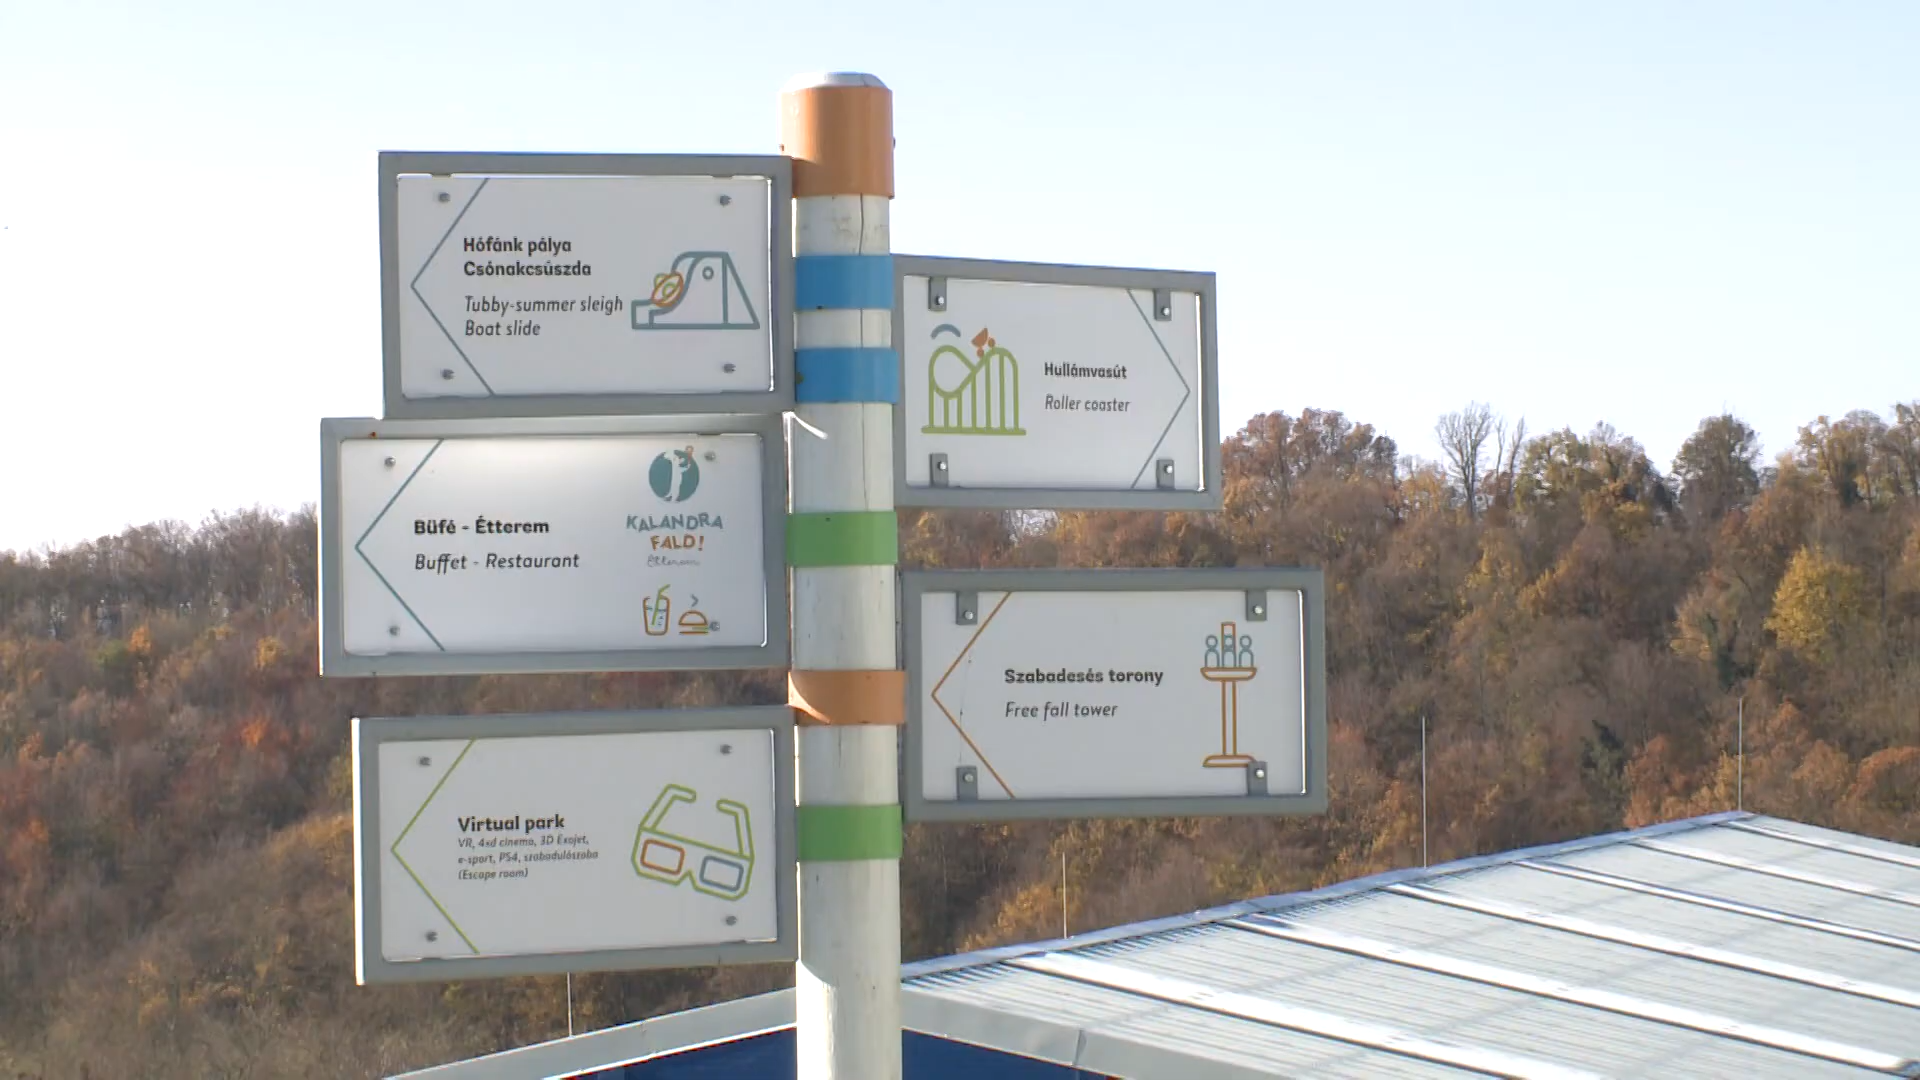 Hófánk pálya
Csónakcsúszda
Tubby-summer sleigh
Boat slide
Hullámvasút
Roller coaster
Büfé - Étterem
Buffet - Restaurant
KALANDRA
FALD!
Étterem
Szabadesés torony
Free fall tower
Virtual park
VR, 4xd cinema, 3D Exojet,
e-sport, PS4, szabadulószoba
(Escape room)